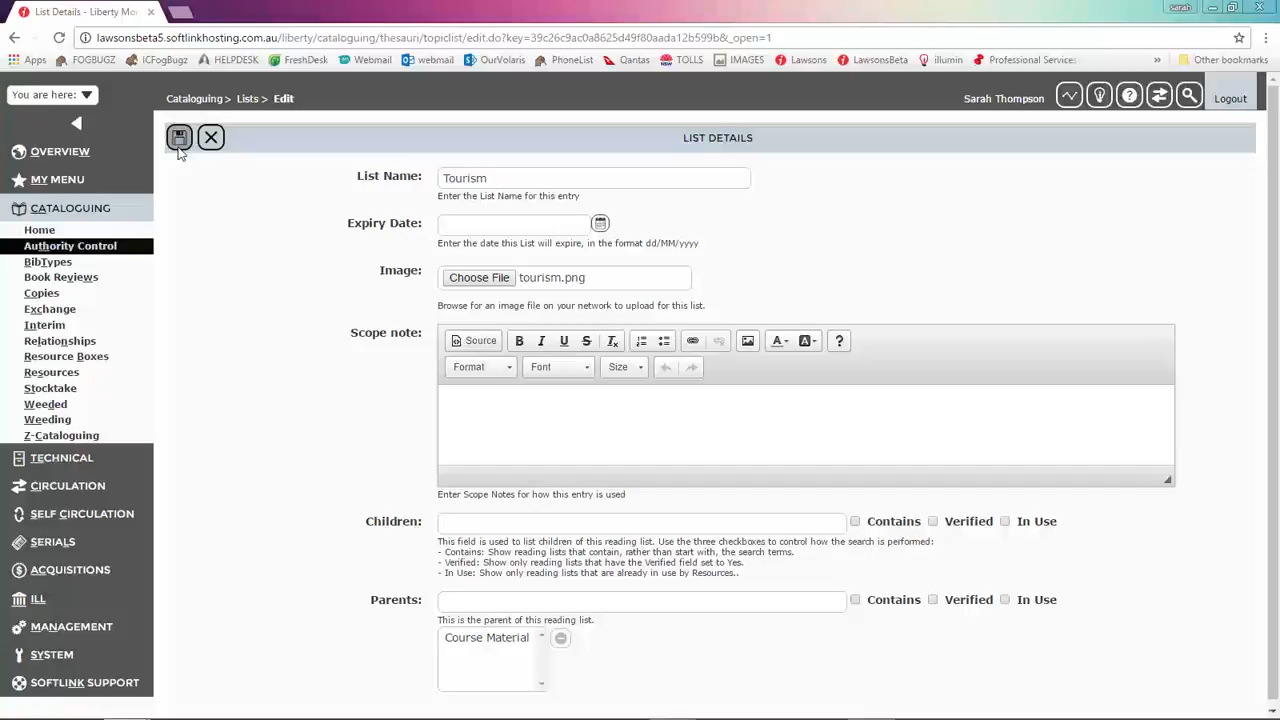 List Details - Liberty Mo
sarah
lawsonsbeta5.softlinkhosting.com.au/liberty/cataloguing/thesauri/topiclist/edit.do?key=39c6c9ac0a8625d49f80aada12b599b&_open=1
Apps FOGBUGZ ICFogBugz HELPDESK FreshDesk Webmail webmail OurVolaris PhoneList Qantas TOLLS IMAGES Lawsons LawsonsBeta illumin Professional Services » Other bookmarks
You are here:
Cataloguing > Lists > Edit
Sarah Thompson
Logout
LIST DETAILS
OVERVIEW
MY MENU
CATALOGUING
Home
Authority Control
BibTypes
Book Reviews
Copies
Exchange
Interim
Relationships
Resource Boxes
Resources
Stocktake
Weeded
Weeding
Z-Cataloguing
TECHNICAL
CIRCULATION
SELF CIRCULATION
SERIALS
ACQUISITIONS
ILL
MANAGEMENT
SYSTEM
SOFTLINK SUPPORT
List Name: Tourism
Enter the List Name for this entry
Expiry Date:
Enter the date this List will expire, in the format dd/MM/yyyy
Image: Choose File tourism.png
Browse for an image file on your network to upload for this list.
Scope note:
Source B I U S Tx A A ?
Format Font Size
Enter Scope Notes for how this entry is used
Children: Contains Verified In Use
This field is used to list children of this reading list. Use the three checkboxes to control how the search is performed:
- Contains: Show reading lists that contain, rather than start with, the search terms.
- Verified: Show only reading lists that have the Verified field set to Yes.
- In Use: Show only reading lists that are already in use by Resources..
Parents: Contains Verified In Use
This is the parent of this reading list.
Course Material